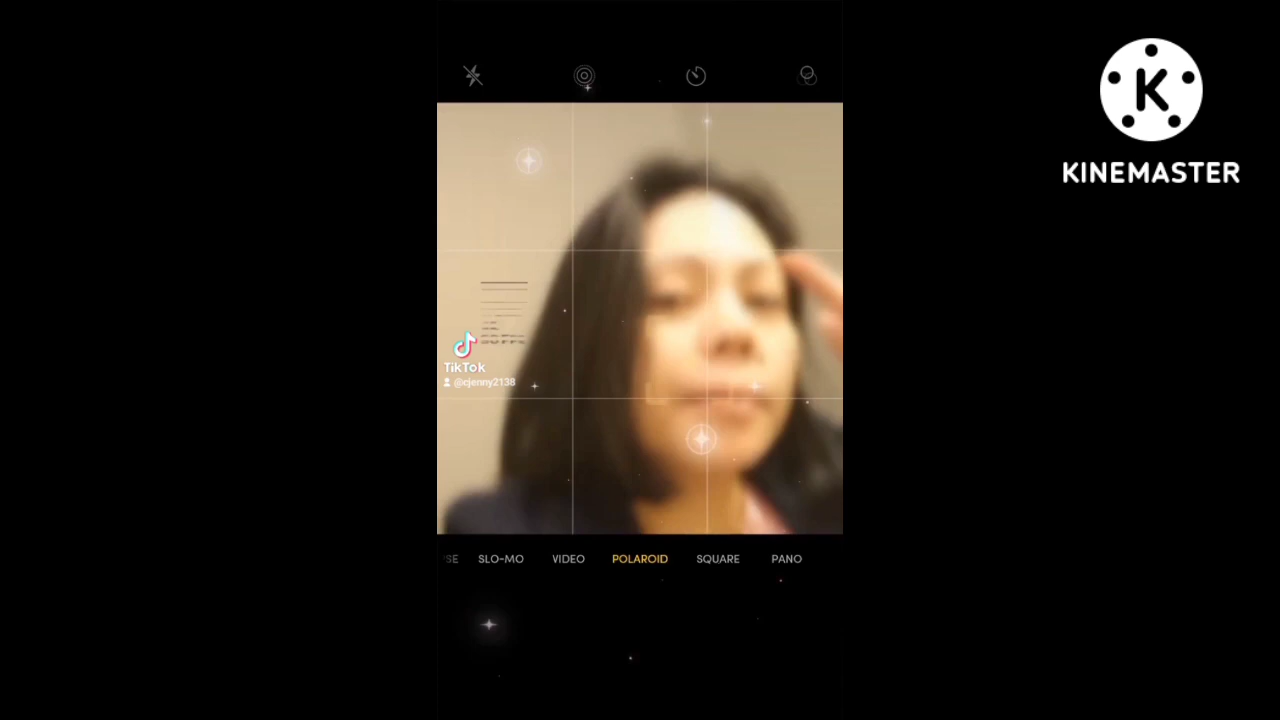 K
KINEMASTER
TikTok
@cjenny2138
SLO-MO VIDEO POLAROID SQUARE PANO